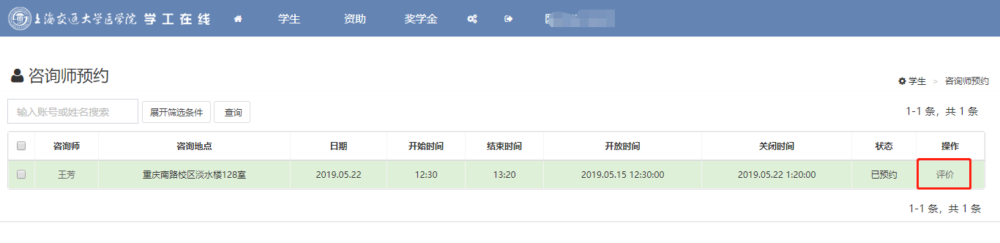 上海交通大学医学院 学工在线 学生 资助 奖学金
咨询师预约
学生 > 咨询师预约
输入账号或姓名搜索 展开筛选条件 查询 1-1 条，共 1 条
咨询师 咨询地点 日期 开始时间 结束时间 开放时间 关闭时间 状态 操作
王芳 重庆南路校区淡水楼128室 2019.05.22 12:30 13:20 2019.05.15 12:30:00 2019.05.22 1:20:00 已预约 评价
1-1 条，共 1 条